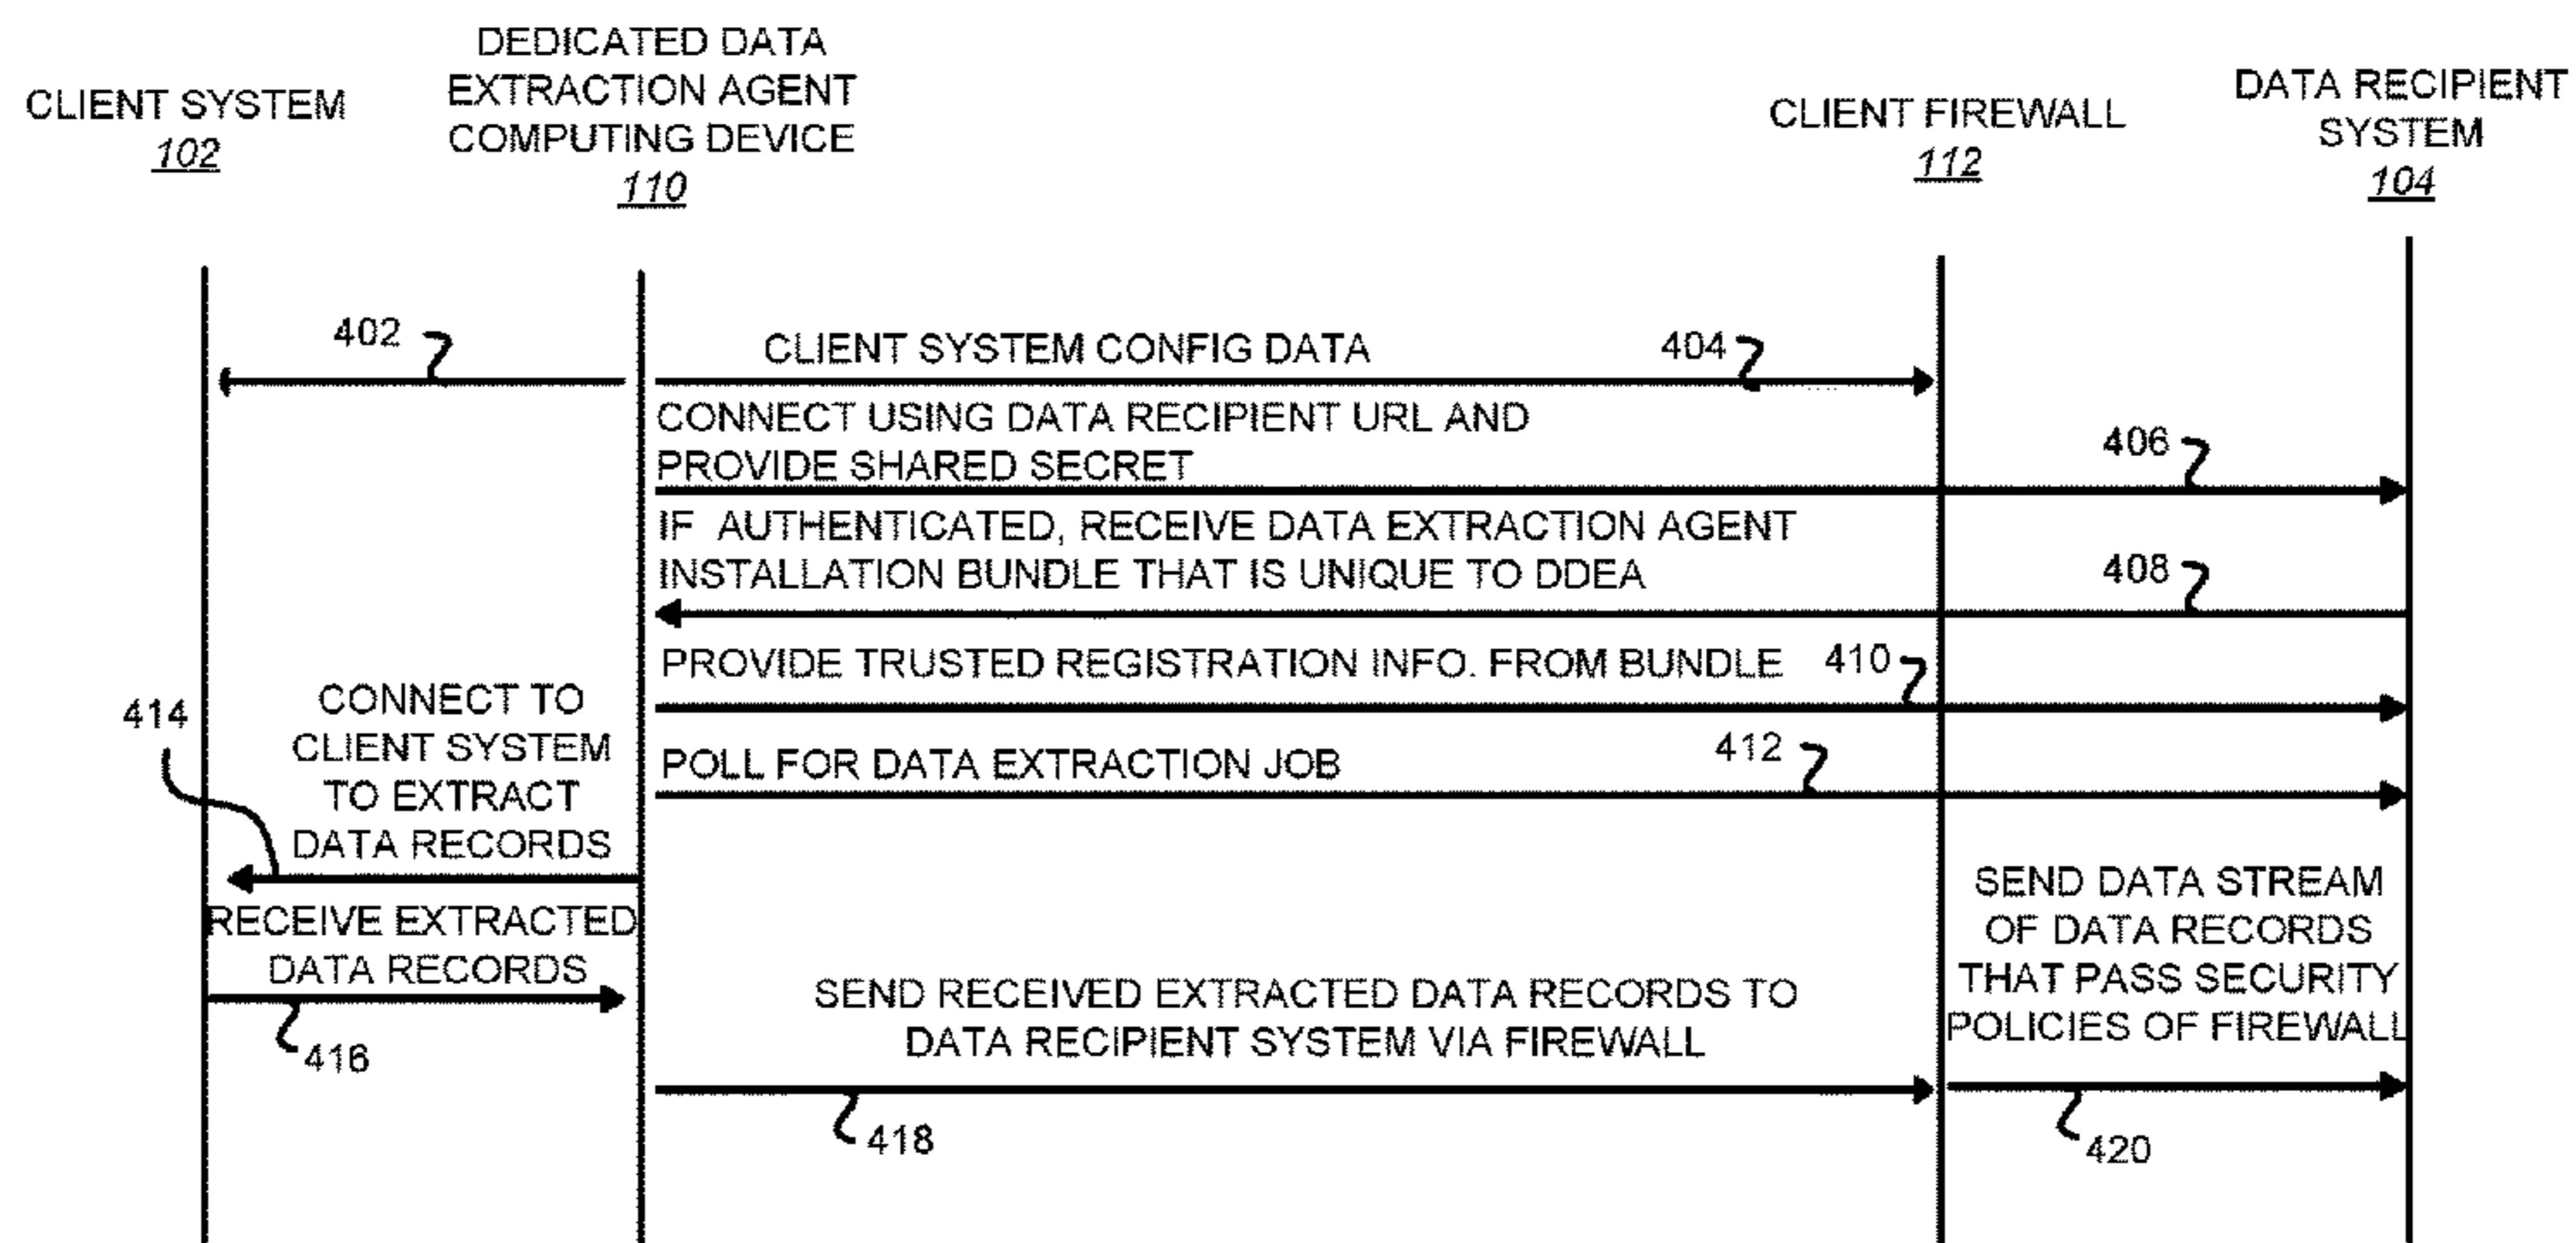 CLIENT SYSTEM
102
DEDICATED DATA
EXTRACTION AGENT
COMPUTING DEVICE
110
CLIENT FIREWALL
112
DATA RECIPIENT
SYSTEM
104
402
CLIENT SYSTEM CONFIG DATA
404
CONNECT USING DATA RECIPIENT URL AND
PROVIDE SHARED SECRET
406
IF AUTHENTICATED, RECEIVE DATA EXTRACTION AGENT
INSTALLATION BUNDLE THAT IS UNIQUE TO DDEA
408
PROVIDE TRUSTED REGISTRATION INFO. FROM BUNDLE
410
POLL FOR DATA EXTRACTION JOB
412
414
CONNECT TO
CLIENT SYSTEM
TO EXTRACT
DATA RECORDS
RECEIVE EXTRACTED
DATA RECORDS
416
SEND RECEIVED EXTRACTED DATA RECORDS TO
DATA RECIPIENT SYSTEM VIA FIREWALL
418
SEND DATA STREAM
OF DATA RECORDS
THAT PASS SECURITY
POLICIES OF FIREWALL
420